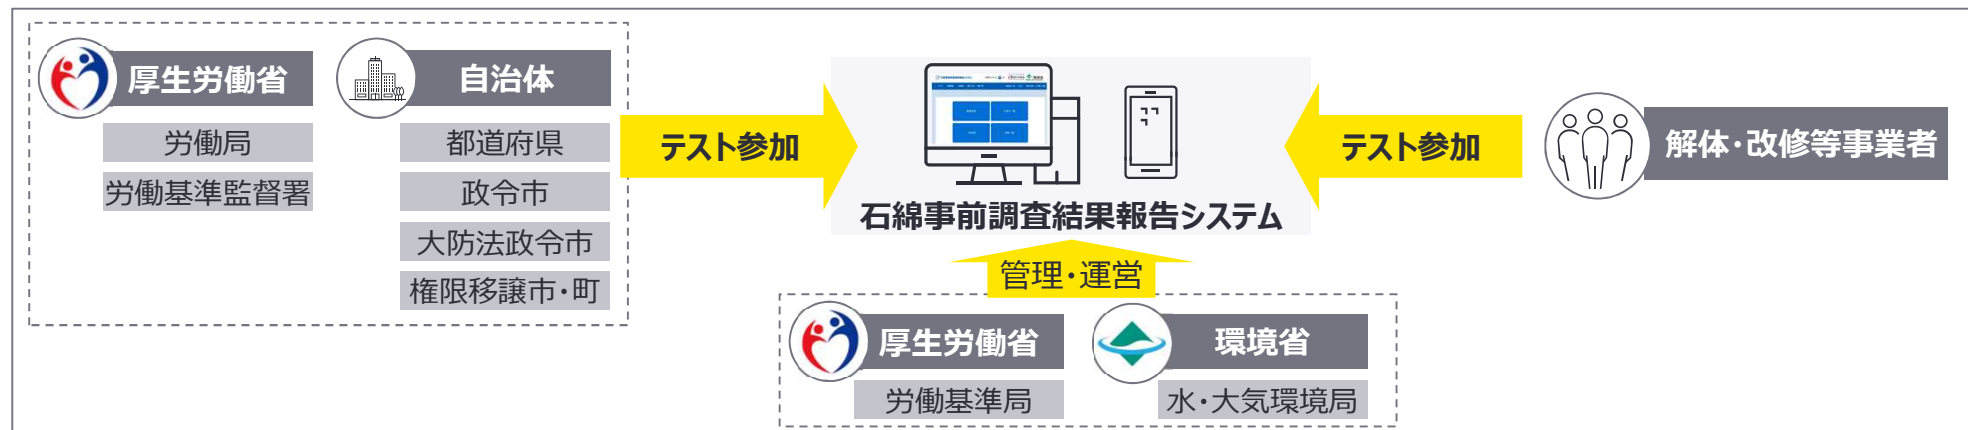 厚生労働省
労働局
労働基準監督署
自治体
都道府県
政令市
大防法政令市
権限移譲市・町
テスト参加
石綿事前調査結果報告システム
テスト参加
解体・改修等事業者
管理・運営
厚生労働省
労働基準局
環境省
水・大気環境局